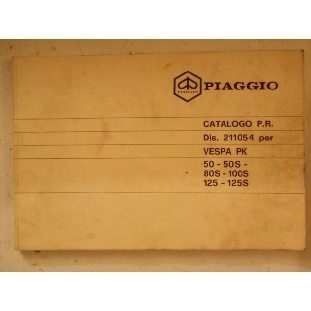 PIAGGIO
CATALOGO P.R.
Dis. 211054 per
VESPA PK
50 - 50S -
80S - 100S
125 - 125S